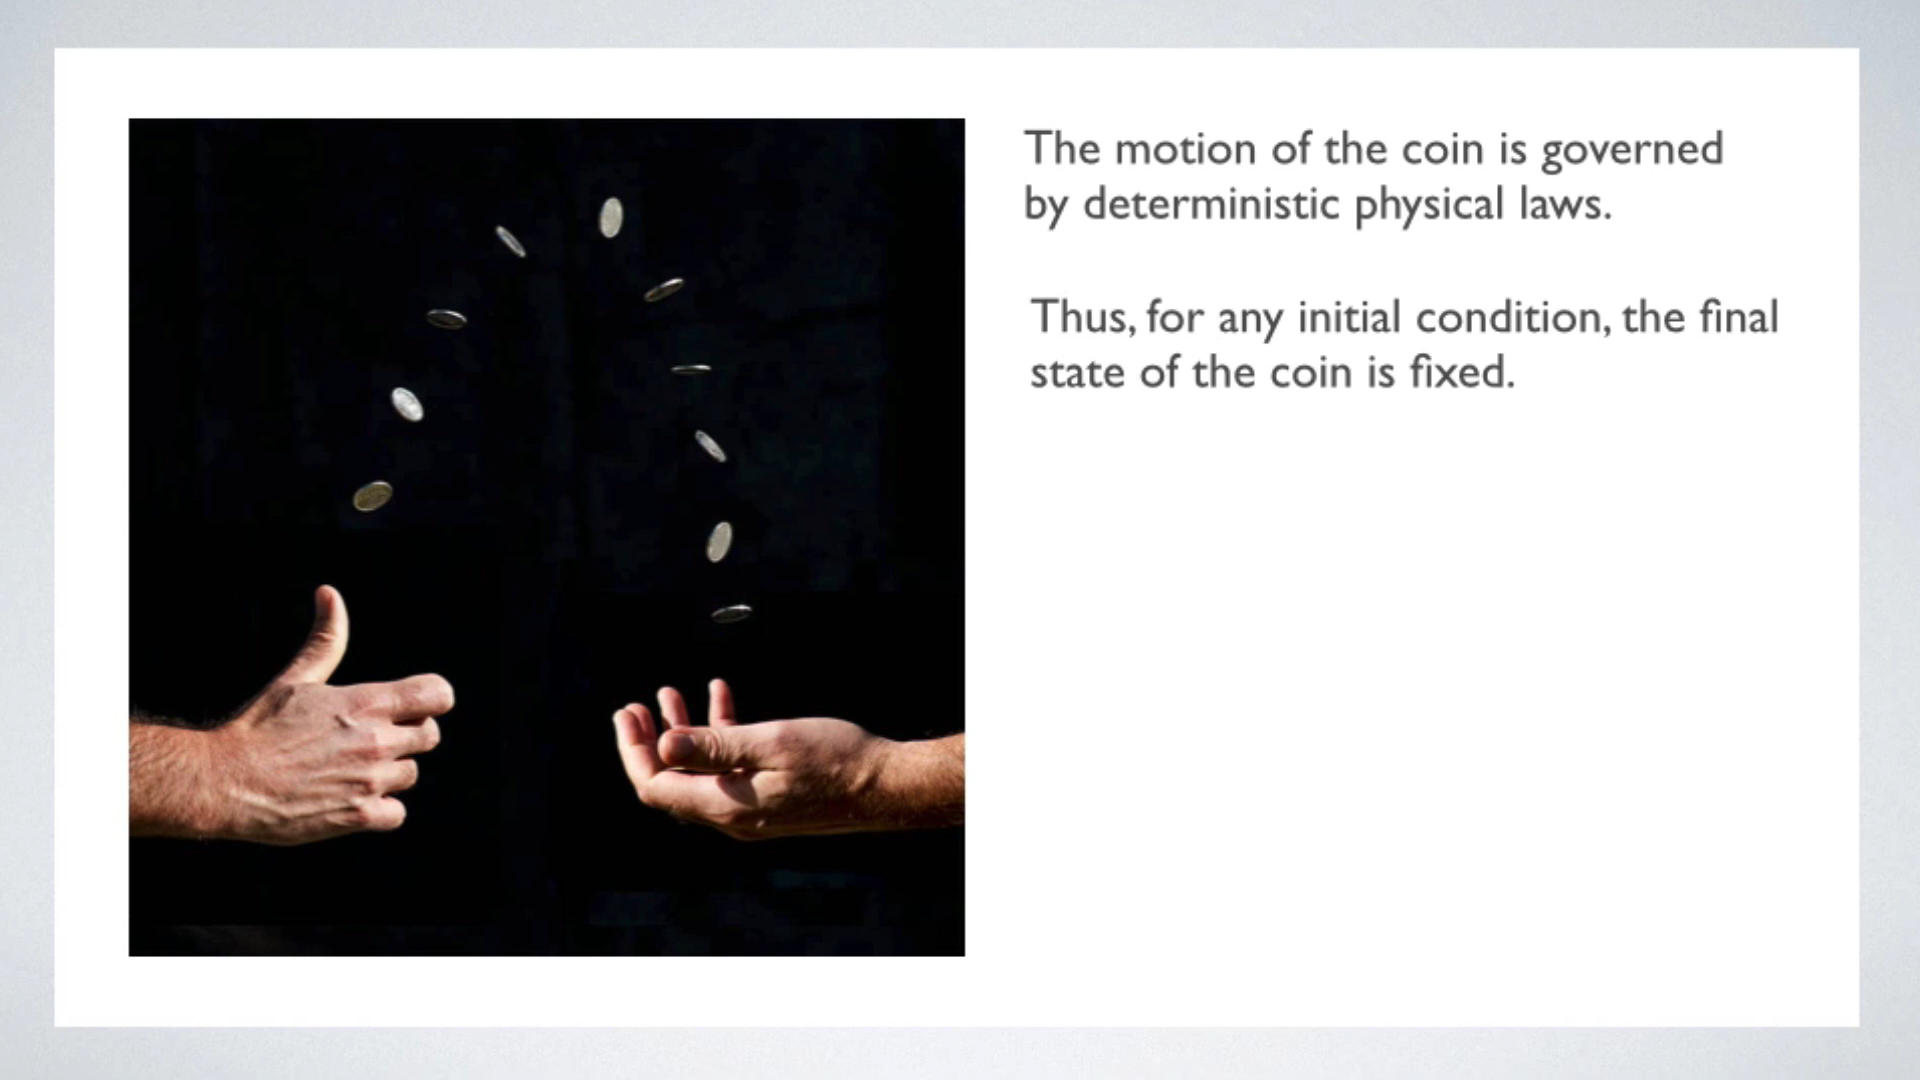 The motion of the coin is governed
by deterministic physical laws.
Thus, for any initial condition, the final
state of the coin is fixed.